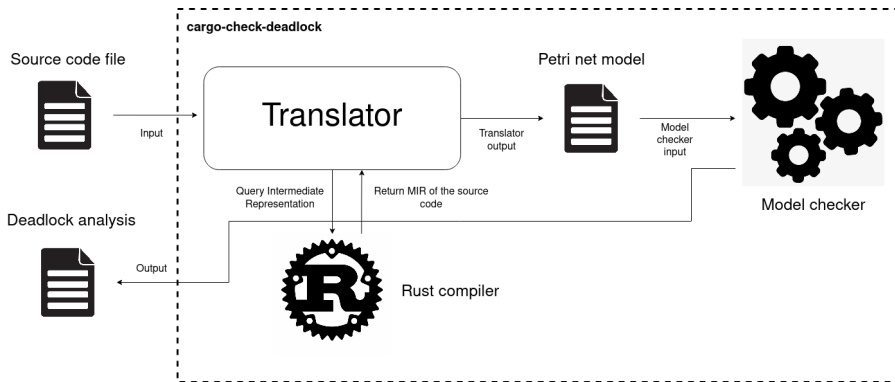 cargo-check-deadlock
Source code file
Petri net model
Translator
Input
Translator
output
Model
checker
input
Query Intermediate
Representation
Return MIR of the source
code
Model checker
Deadlock analysis
Output
R
Rust compiler